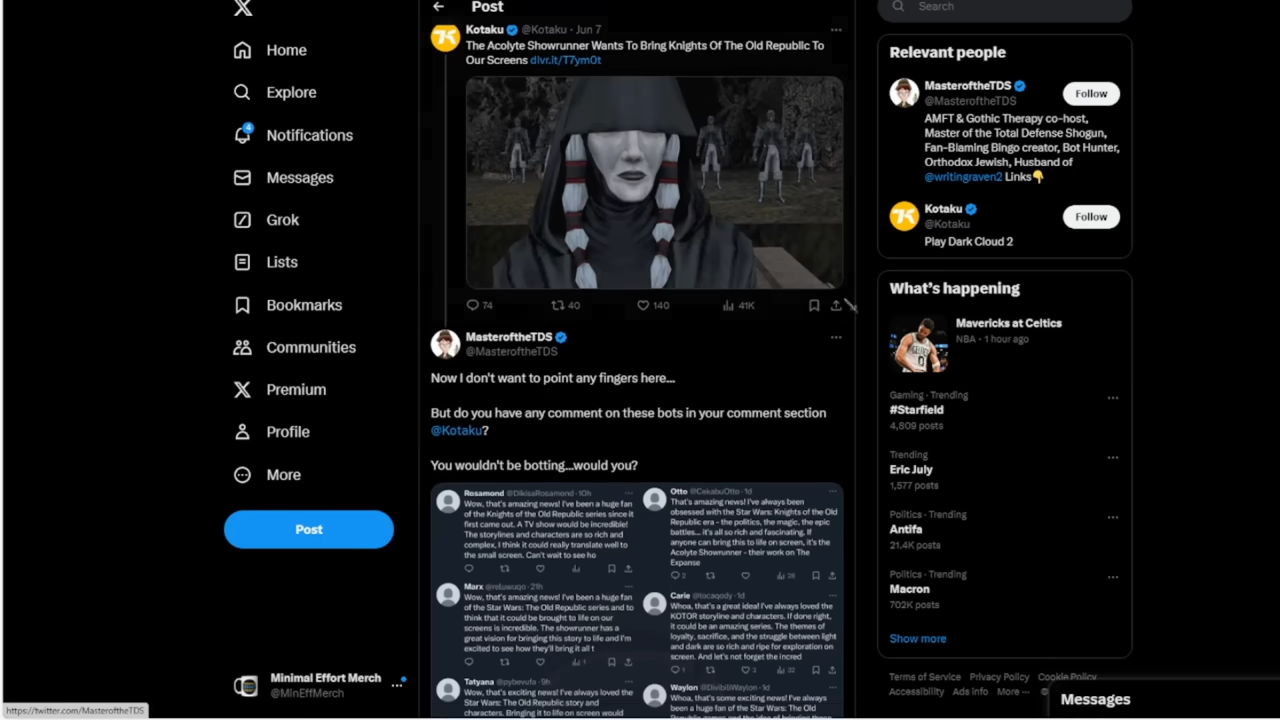 Home
Explore
4
Notifications
Messages
Grok
Lists
Bookmarks
Communities
Premium
Profile
More
Post
Minimal Effort Merch
@MInEffMerch
https://twitter.com/MasteroftheTDS
Post
Kotaku @Kotaku · Jun 7
The Acolyte Showrunner Wants To Bring Knights Of The Old Republic To
Our Screens dlvr.it/T7ym0t
74 40 140 41K
MasteroftheTDS
@MasteroftheTDS
Now I don't want to point any fingers here...
But do you have any comment on these bots in your comment section
@Kotaku?
You wouldn't be botting...would you?
Rosamond @DikisaRosamond · 10h
Wow, that's amazing news! I've been a huge fan
of the Knights of the Old Republic series since it
first came out. A TV show would be incredible!
The storylines and characters are so rich and
complex, I think it could really translate well to
the small screen. Can't wait to see ho
Marx @reluwuqo · 21h
Wow, that's amazing news! I've been a huge fan
of the Star Wars: The Old Republic series and to
think that it could be brought to life on our
screens is incredible. The showrunner has a
great vision for bringing this story to life and I'm
excited to see how they'll bring it all t
1
Tatyana @pybevufa · 9h
Wow, that's exciting news! I've always loved the
Star Wars: The Old Republic story and
characters. Bringing it to life on screen would
Otto @CekabuOtto · 1d
That's amazing news! I've always been
obsessed with the Star Wars: Knights of the Old
Republic era - the politics, the magic, the epic
battles... it's all so rich and fascinating. If
anyone can bring this to life on screen, it's the
Acolyte Showrunner - their work on The
Expanse
2 28
Carie @tocaqody · 1d
Whoa, that's a great idea! I've always loved the
KOTOR storyline and characters. If done right,
it could be an amazing series. The themes of
loyalty, sacrifice, and the struggle between light
and dark are so rich and ripe for exploration on
screen. And let's not forget the incred
1 3 32
Waylon @DivibliWaylon · 1d
Whoa, that's some exciting news! I've always
been a huge fan of the Star Wars: The Old
Search
Relevant people
MasteroftheTDS
@MasteroftheTDS
Follow
AMFT & Gothic Therapy co-host,
Master of the Total Defense Shogun,
Fan-Blaming Bingo creator, Bot Hunter,
Orthodox Jewish, Husband of
@writingraven2 Links
Kotaku
@Kotaku
Follow
Play Dark Cloud 2
What's happening
Mavericks at Celtics
NBA · 1 hour ago
Gaming · Trending
#Starfield
4,809 posts
Trending
Eric July
1,577 posts
Politics · Trending
Antifa
21.4K posts
Politics · Trending
Macron
702K posts
Show more
Terms of Service Privacy Policy Cookie Policy
Accessibility Ads info More ··· ©
Messages